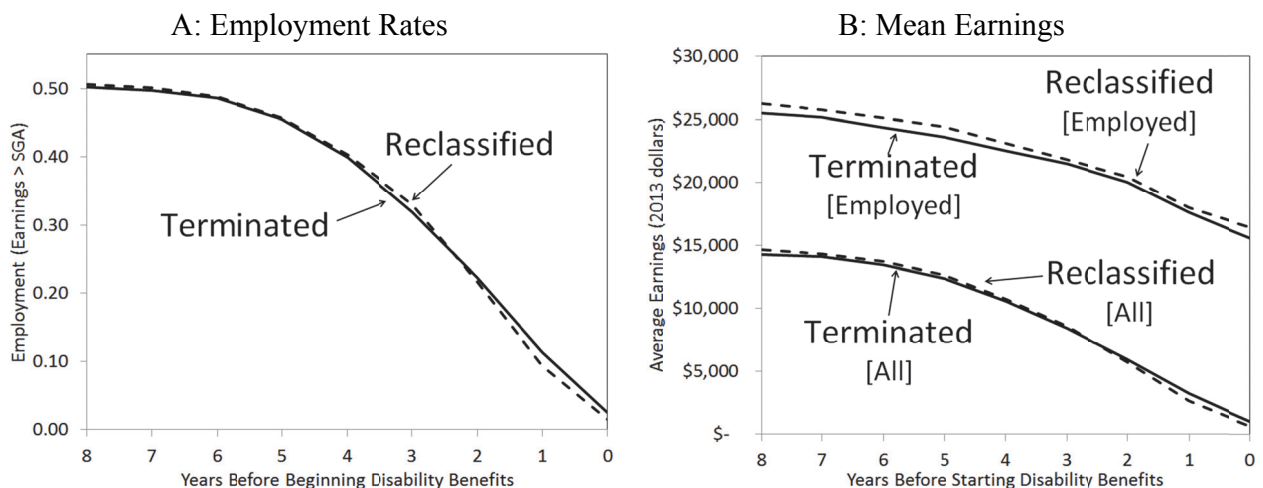 A: Employment Rates
Employment (Earnings > SGA)
0.50
0.40
0.30
0.20
0.10
0.00
Reclassified
Terminated
8 7 6 5 4 3 2 1 0
Years Before Beginning Disability Benefits
B: Mean Earnings
Average Earnings (2013 dollars)
$30,000
$25,000
$20,000
$15,000
$10,000
$5,000
$-
Reclassified
[Employed]
Terminated
[Employed]
Reclassified
[All]
Terminated
[All]
8 7 6 5 4 3 2 1 0
Years Before Starting Disability Benefits